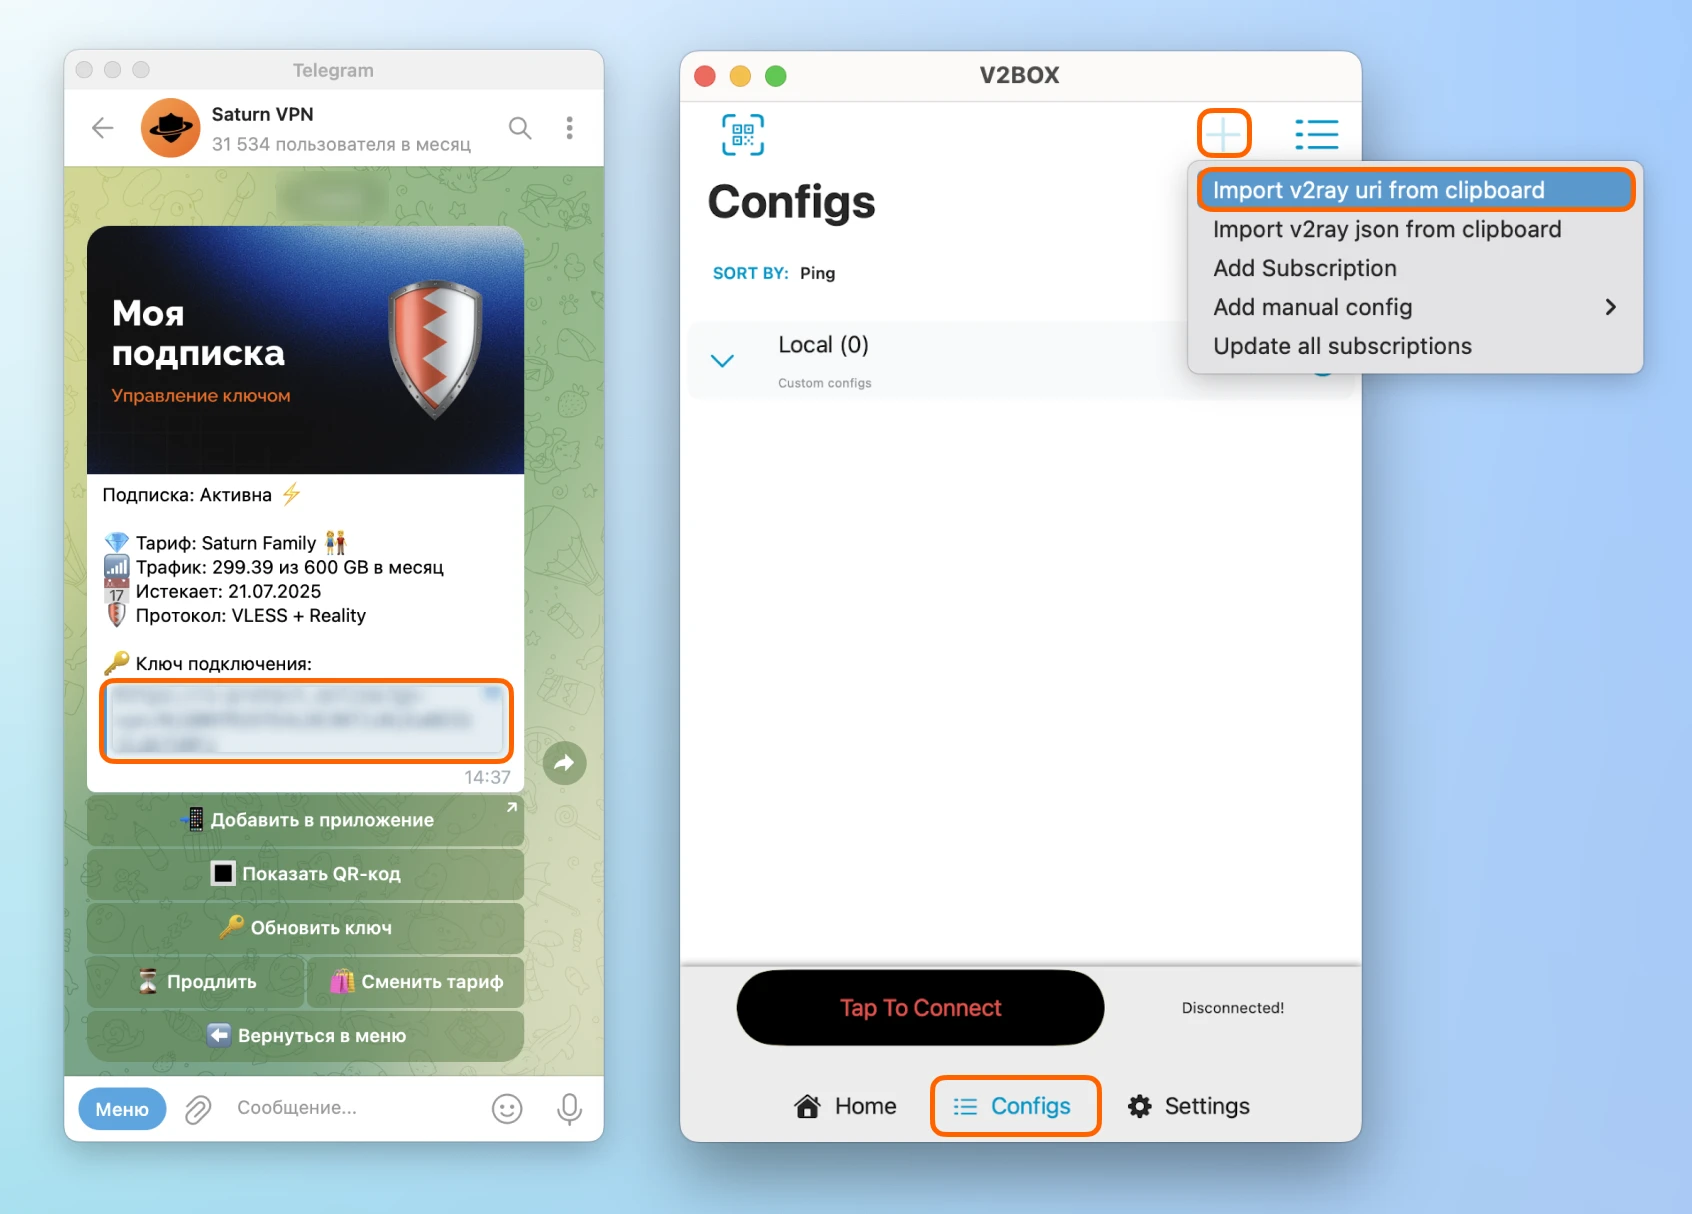 Telegram
Saturn VPN
31 534 пользователя в месяц
Моя
подписка
Управление ключом
Подписка: Активна
Тариф: Saturn Family
Трафик: 299.39 из 600 GB в месяц
17
Истекает: 21.07.2025
Протокол: VLESS + Reality
Ключ подключения:
14:37
Добавить в приложение
Показать QR-код
Обновить ключ
Продлить
Сменить тариф
Вернуться в меню
Меню
Сообщение...
V2BOX
Configs
SORT BY: Ping
Local (0)
Custom configs
Import v2ray uri from clipboard
Import v2ray json from clipboard
Add Subscription
Add manual config
Update all subscriptions
Tap To Connect
Disconnected!
Home
Configs
Settings